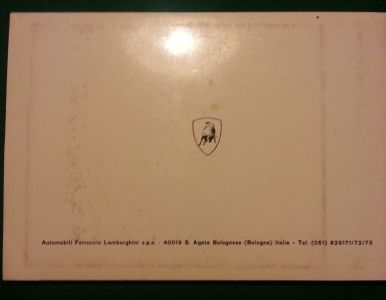 Automobili Ferruccio Lamborghini s.p.a. - 40019 S. Agata Bolognese (Bologna) Italia - Tel. (051) 829171/72/73